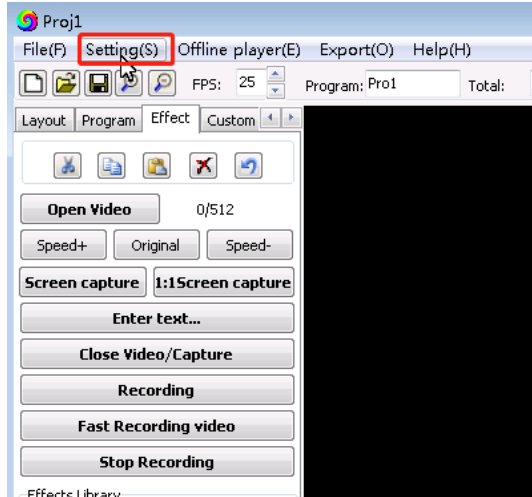 Proj1
File(F) Setting(S) Offline player(E) Export(O) Help(H)
FPS: 25 Program: Pro1 Total:
Layout Program Effect Custom
Open Video 0/512
Speed+ Original Speed-
Screen capture 1:1Screen capture
Enter text...
Close Video/Capture
Recording
Fast Recording video
Stop Recording
Effects Library